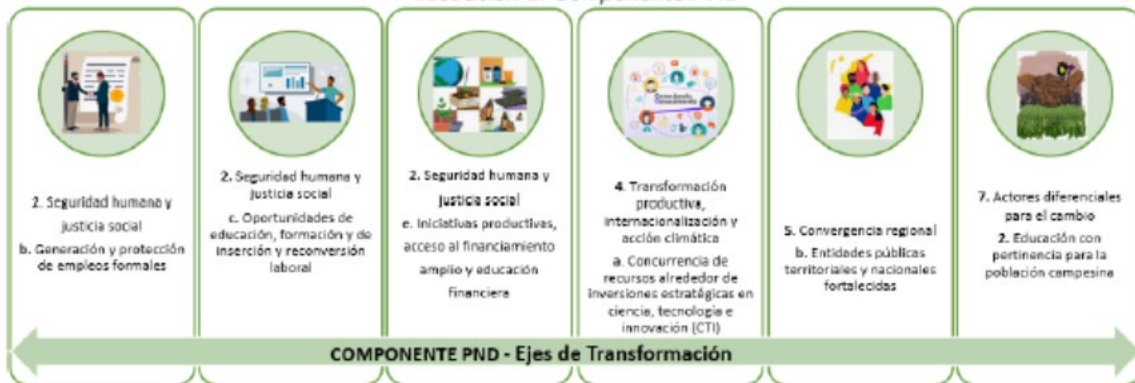 2. Seguridad humana y
justicia social
b. Generación y protección
de empleos formales
2. Seguridad humana y
justicia social
c. Oportunidades de
educación, formación y de
inserción y reconversión
laboral
2. Seguridad humana y
justicia social
e. Iniciativas productivas,
acceso al financiamiento
amplio y educación
financiera
4. Transformación
productiva,
internacionalización y
acción climática
a. Concurrencia de
recursos alrededor de
inversiones estratégicas en
ciencia, tecnología e
innovación (CTI)
5. Convergencia regional
b. Entidades públicas
territoriales y nacionales
fortalecidas
7. Actores diferenciales
para el cambio
2. Educación con
pertinencia para la
población campesina
COMPONENTE PND - Ejes de Transformación